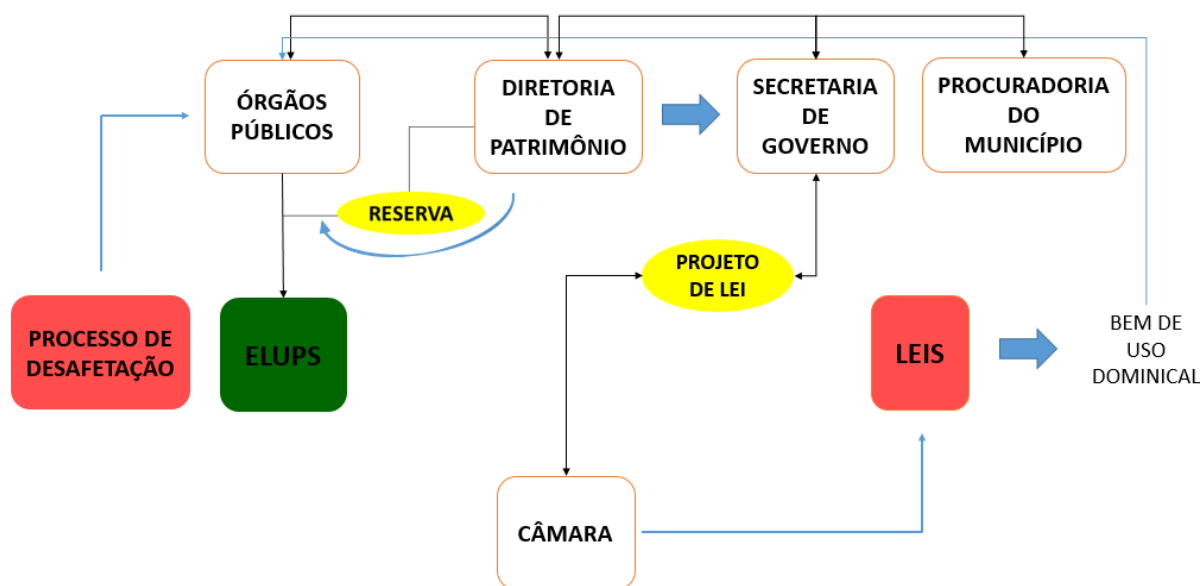 ÓRGÃOS
PÚBLICOS
DIRETORIA
DE
PATRIMÔNIO
SECRETARIA
DE
GOVERNO
PROCURADORIA
DO
MUNICÍPIO
RESERVA
PROJETO
DE LEI
PROCESSO DE
DESAFETAÇÃO
ELUPS
LEIS
BEM DE
USO
DOMINICAL
CÂMARA